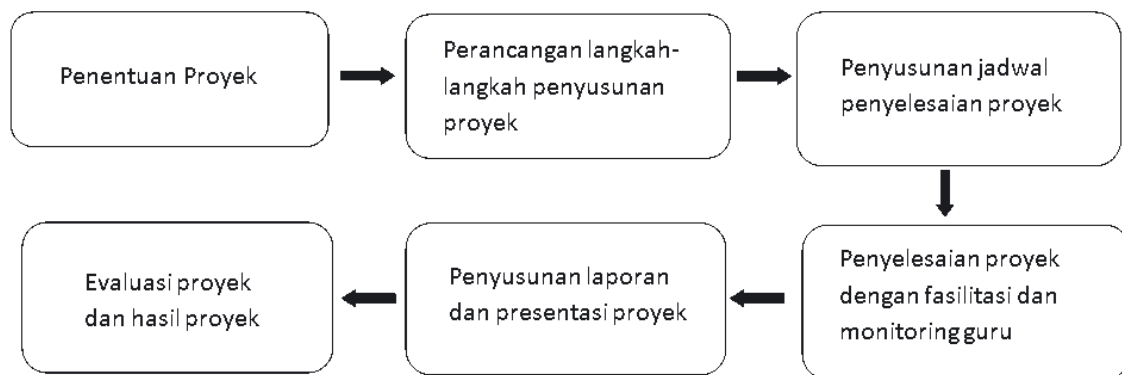 Penentuan Proyek
Perancangan langkah-
langkah penyusunan
proyek
Penyusunan jadwal
penyelesaian proyek
Penyelesaian proyek
dengan fasilitasi dan
monitoring guru
Penyusunan laporan
dan presentasi proyek
Evaluasi proyek
dan hasil proyek